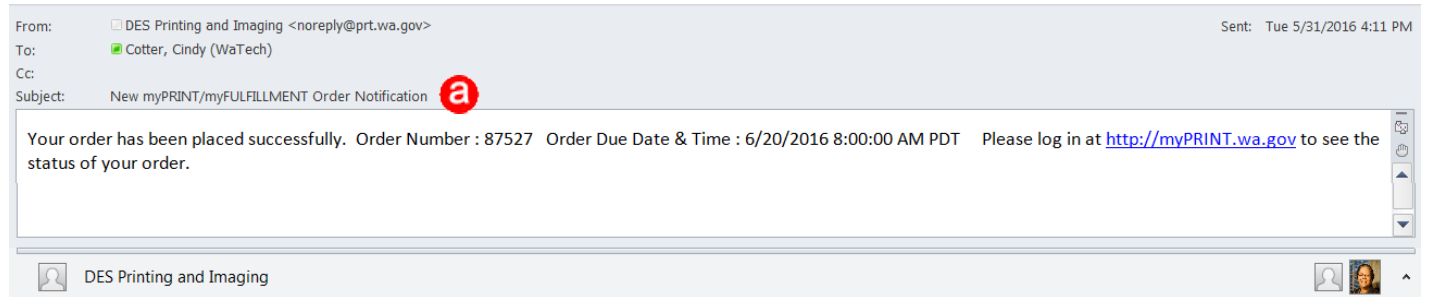 From: DES Printing and Imaging <noreply@prt.wa.gov> Sent: Tue 5/31/2016 4:11 PM
To: Cotter, Cindy (WaTech)
Cc:
Subject: New myPRINT/myFULFILLMENT Order Notification a
Your order has been placed successfully. Order Number : 87527 Order Due Date & Time : 6/20/2016 8:00:00 AM PDT Please log in at http://myPRINT.wa.gov to see the
status of your order.
DES Printing and Imaging